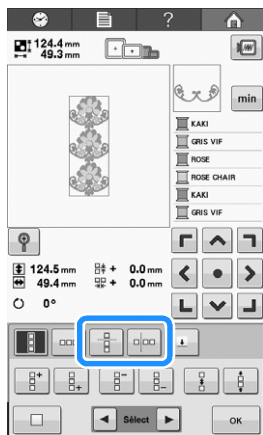 ?
124.4 mm
49.3 mm
min
KAKI
GRIS VIF
ROSE
ROSE CHAIR
KAKI
GRIS VIF
124.5 mm + 0.0 mm
49.4 mm + 0.0 mm
0°
Sélect
OK